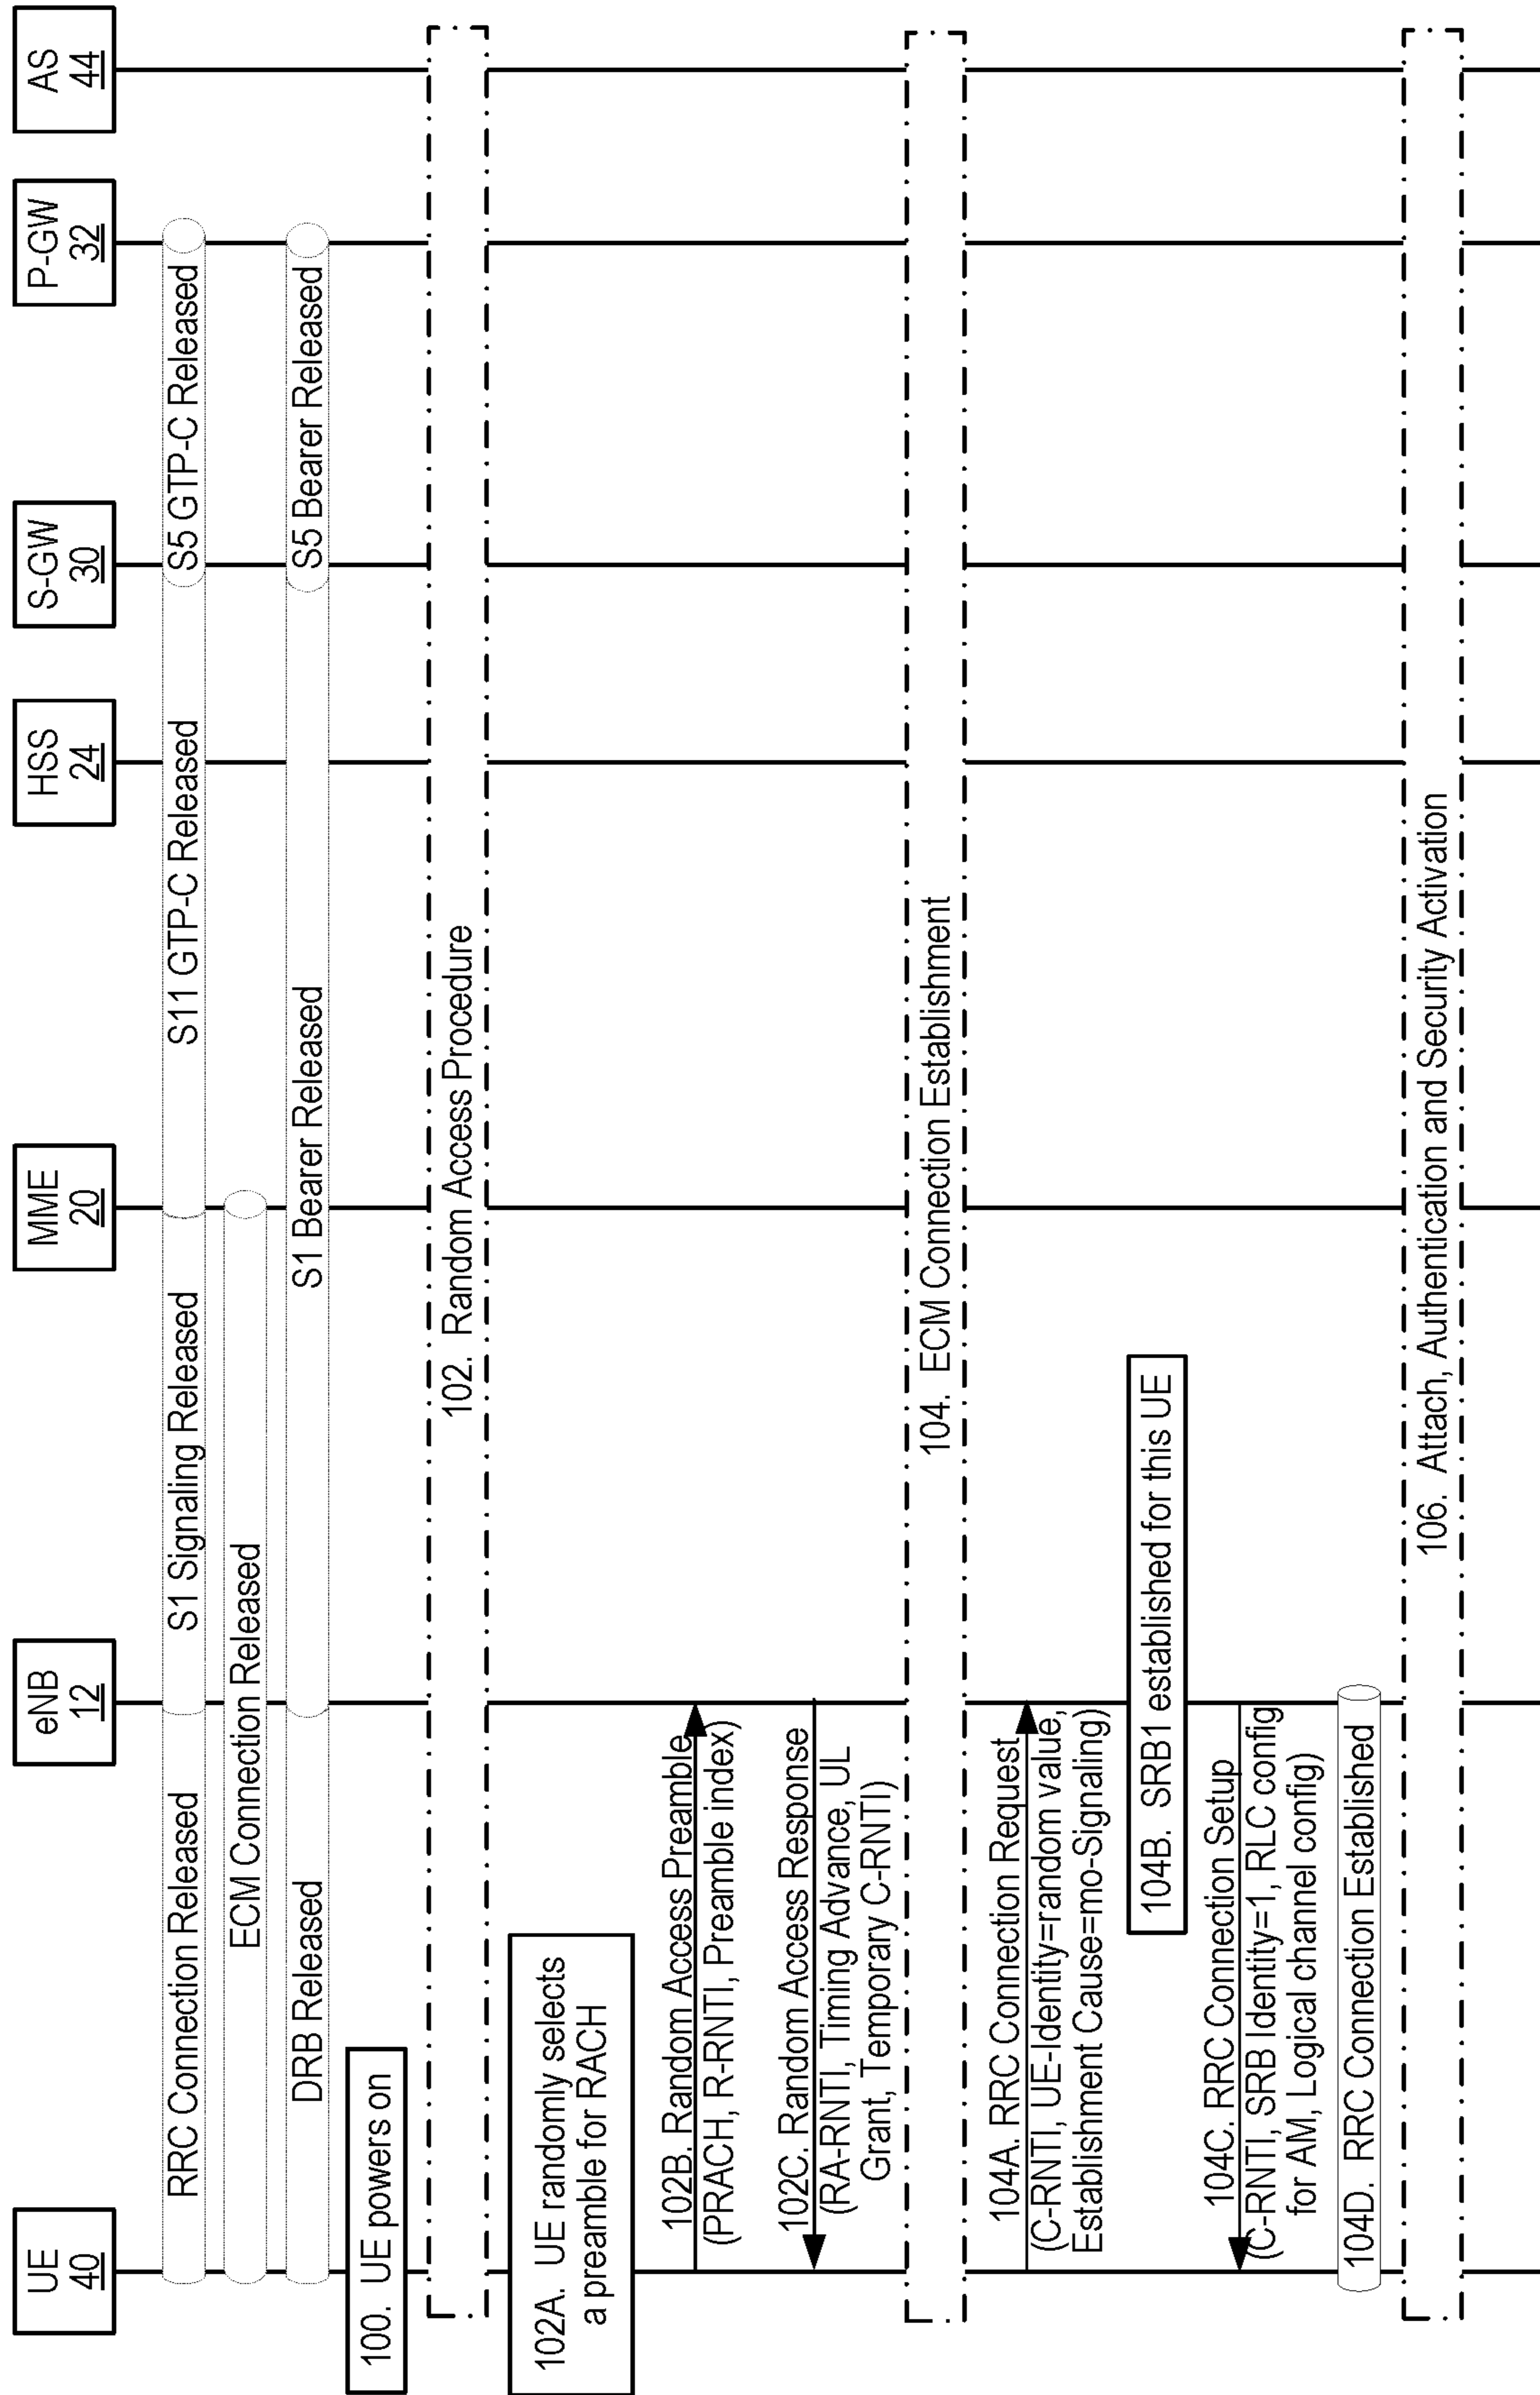 UE
40
eNB
12
MME
20
HSS
24
S-GW
30
P-GW
32
AS
44
RRC Connection Released
S1 Signaling Released
S11 GTP-C Released
S5 GTP-C Released
ECM Connection Released
DRB Released
S1 Bearer Released
S5 Bearer Released
100. UE powers on
102. Random Access Procedure
102A. UE randomly selects
a preamble for RACH
102B. Random Access Preamble
(PRACH, R-RNTI, Preamble index)
102C. Random Access Response
(RA-RNTI, Timing Advance, UL
Grant, Temporary C-RNTI)
104. ECM Connection Establishment
104A. RRC Connection Request
(C-RNTI, UE-Identity=random value,
Establishment Cause=mo-Signaling)
104B. SRB1 established for this UE
104C. RRC Connection Setup
(C-RNTI, SRB Identity=1, RLC config
for AM, Logical channel config)
104D. RRC Connection Established
106. Attach, Authentication and Security Activation